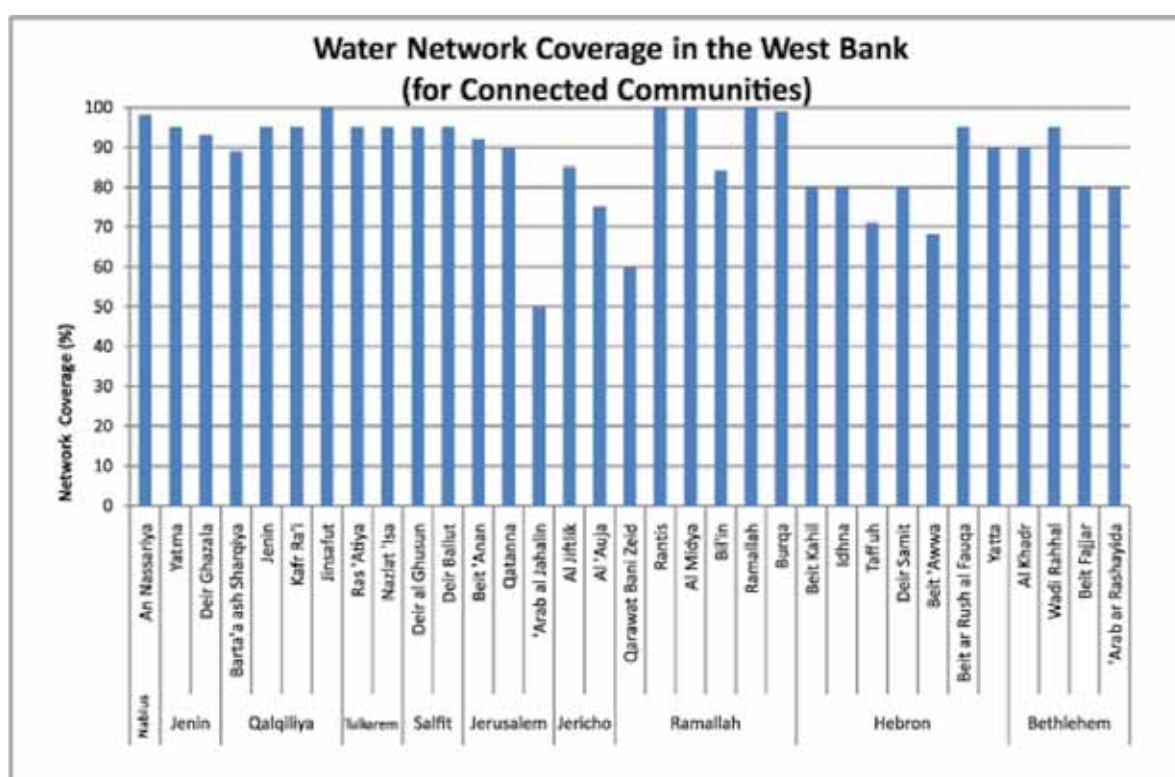 Water Network Coverage in the West Bank
(for Connected Communities)
Network Coverage (%)
100
90
80
70
60
50
40
30
20
10
0
An Nassariya
Yatma
Deir Ghazala
Barta'a ash Sharqiya
Jenin
Kafr Ra'i
Jinsafut
Ras 'Atiya
Nazlat 'Isa
Deir al Ghusun
Deir Ballut
Beit 'Anan
Qatanna
'Arab al Jahalin
Al Jiftlik
Al 'Auja
Qarawat Bani Zeid
Rantis
Al Midya
Bil'in
Ramallah
Burqa
Beit Kahil
Idhna
Taffuh
Deir Samit
Beit 'Awwa
Beit ar Rush al Fauqa
Yatta
Al Khadr
Wadi Rahhal
Beit Fajjar
'Arab ar Rashayida
Nablus
Jenin
Qalqiliya
Tulkarem
Salfit
Jerusalem
Jericho
Ramallah
Hebron
Bethlehem